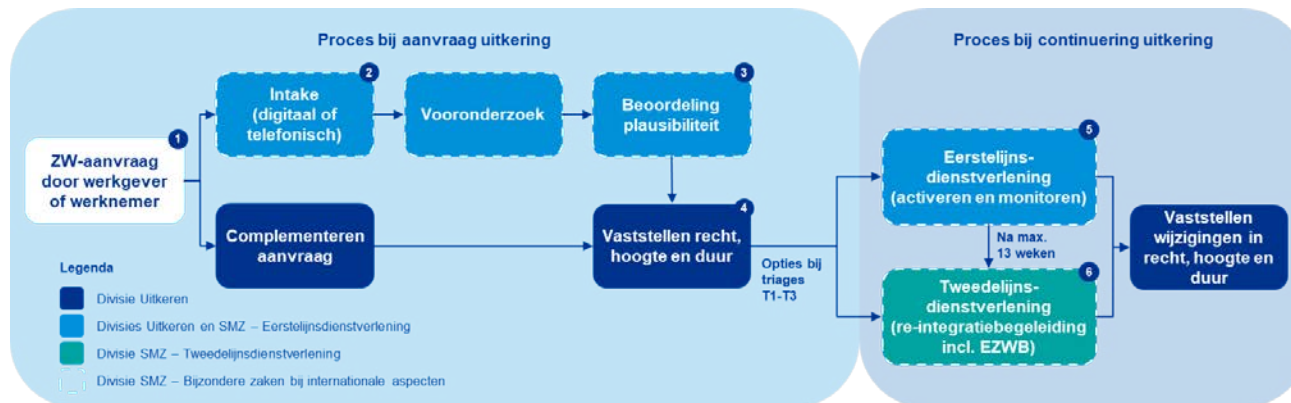 Proces bij aanvraag uitkering
1
ZW-aanvraag
door werkgever
of werknemer
2
Intake
(digitaal of
telefonisch)
Vooronderzoek
3
Beoordeling
plausibiliteit
Complementeren
aanvraag
4
Vaststellen recht,
hoogte en duur
Opties bij
triages
T1-T3
Legenda
Divisie Uitkeren
Divisies Uitkeren en SMZ – Eerstelijnsdienstverlening
Divisie SMZ – Tweedelijnsdienstverlening
Divisie SMZ – Bijzondere zaken bij internationale aspecten
Proces bij continuering uitkering
5
Eerstelijns-
dienstverlening
(activeren en monitoren)
Na max.
13 weken
6
Tweedelijns-
dienstverlening
(re-integratiebegeleiding
incl. EZWB)
Vaststellen
wijzigingen in
recht, hoogte en
duur